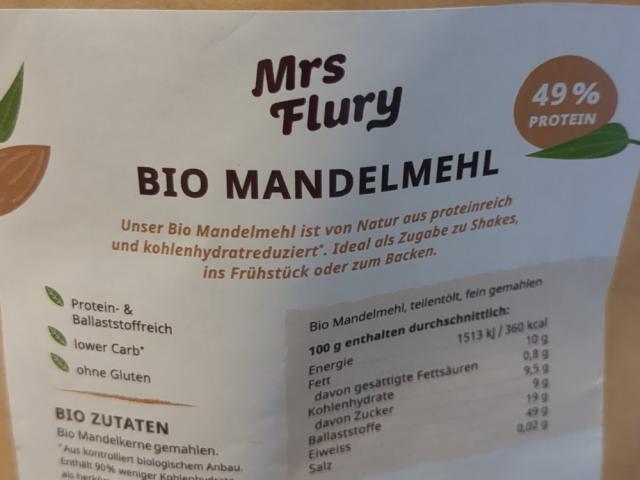 Mrs
Flury
49%
PROTEIN
BIO MANDELMEHL
Unser Bio Mandelmehl ist von Natur aus proteinreich
und kohlenhydratreduziert*. Ideal als Zugabe zu Shakes,
ins Frühstück oder zum Backen.
Protein- &
Ballaststoffreich
lower Carb*
ohne Gluten
BIO ZUTATEN
Bio Mandelkerne gemahlen.
*Aus kontrolliert biologischem Anbau.
Enthält 90% weniger Kohlenhydrate
Bio Mandelmehl, teilentölt, fein gemahlen
100 g enthalten durchschnittlich:
Energie 1513 kJ / 360 kcal
Fett 10 g
davon gesättigte Fettsäuren 0,8 g
Kohlenhydrate 9,5 g
davon Zucker 9 g
Ballaststoffe 19 g
Eiweiss 49 g
Salz 0,02 g